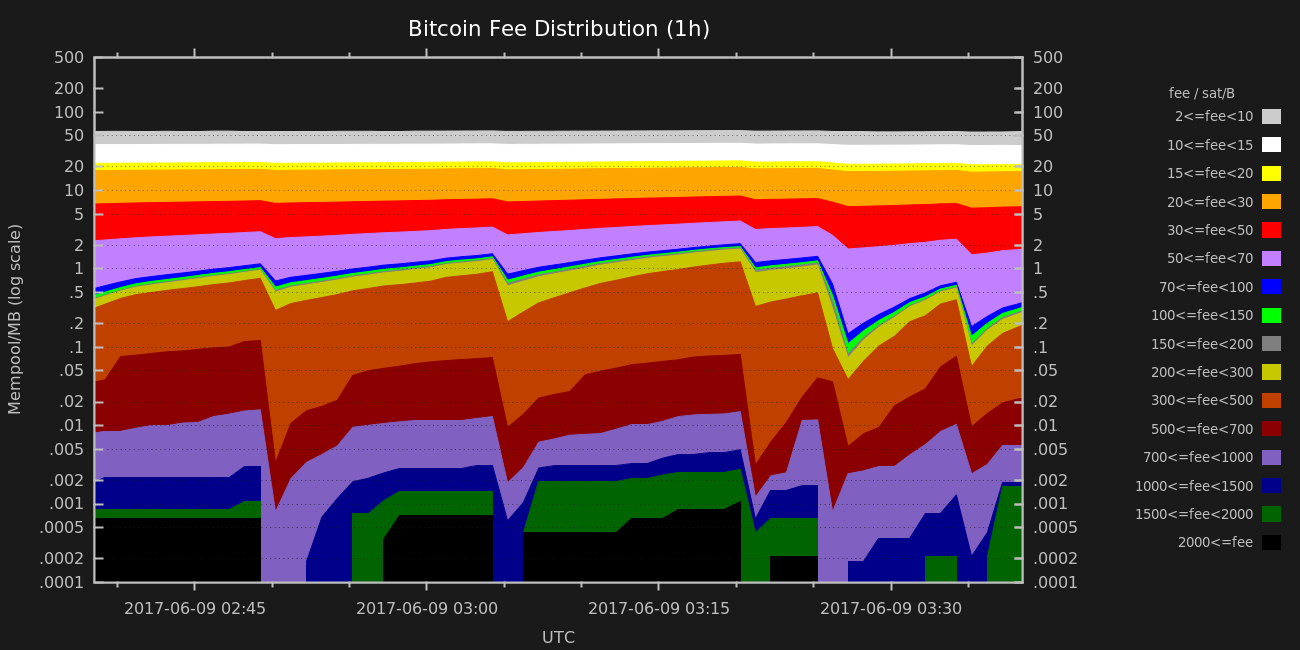 Bitcoin Fee Distribution (1h)
500
200
100
50
20
10
5
2
1
.5
.2
.1
.05
.02
.01
.005
.002
.001
.0005
.0002
.0001
Mempool/MB (log scale)
500
200
100
50
20
10
5
2
1
.5
.2
.1
.05
.02
.01
.005
.002
.001
.0005
.0002
.0001
2017-06-09 02:45
2017-06-09 03:00
2017-06-09 03:15
2017-06-09 03:30
UTC
fee / sat/B
2<=fee<10
10<=fee<15
15<=fee<20
20<=fee<30
30<=fee<50
50<=fee<70
70<=fee<100
100<=fee<150
150<=fee<200
200<=fee<300
300<=fee<500
500<=fee<700
700<=fee<1000
1000<=fee<1500
1500<=fee<2000
2000<=fee